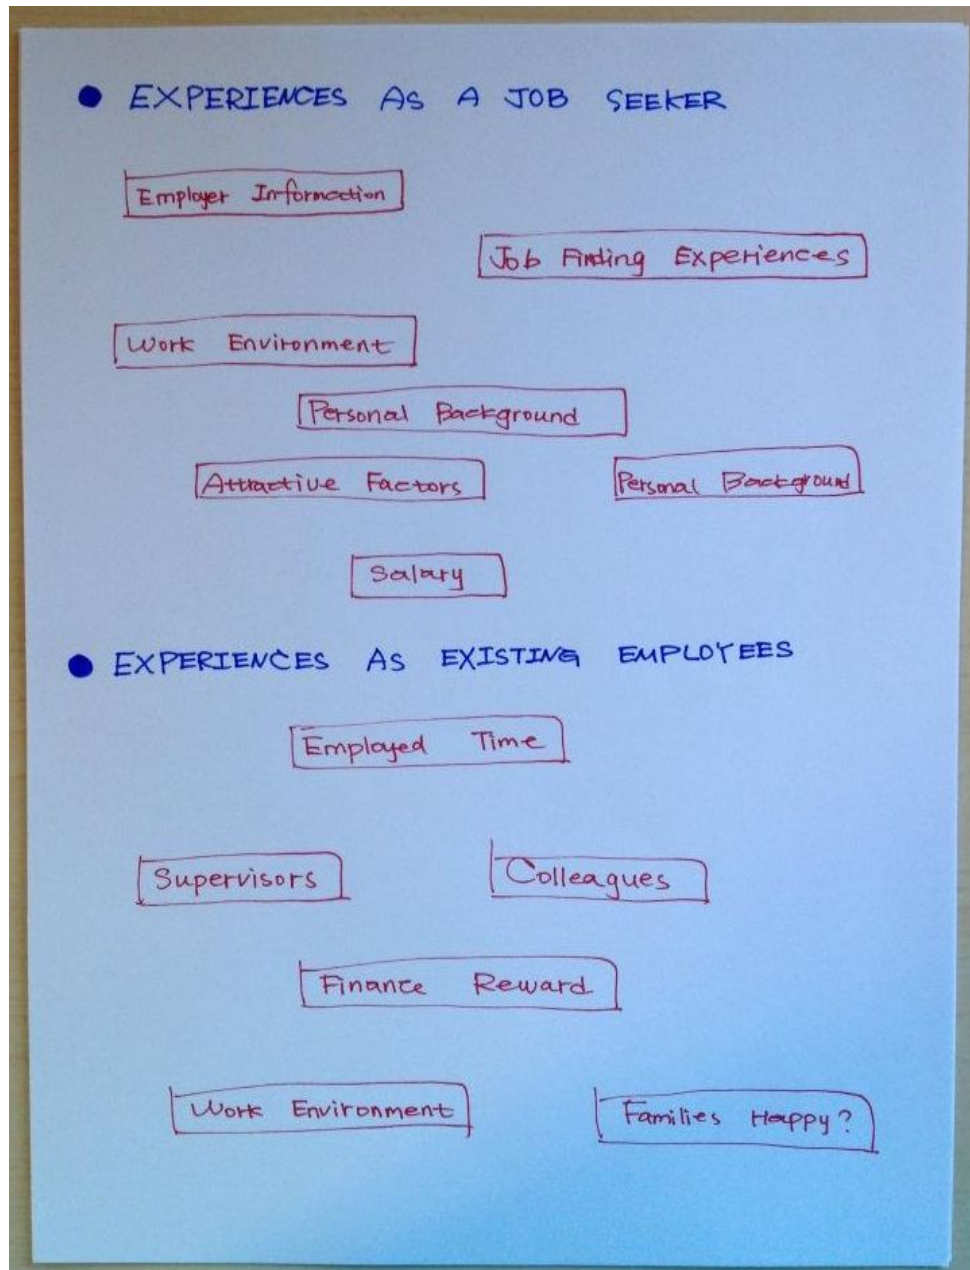 ● EXPERIENCES AS A JOB SEEKER
Employer Information
Job Finding Experiences
Work Environment
Personal Background
Attractive Factors
Personal Background
Salary
● EXPERIENCES AS EXISTING EMPLOYEES
Employed Time
Supervisors
Colleagues
Finance Reward
Work Environment
Families Happy?